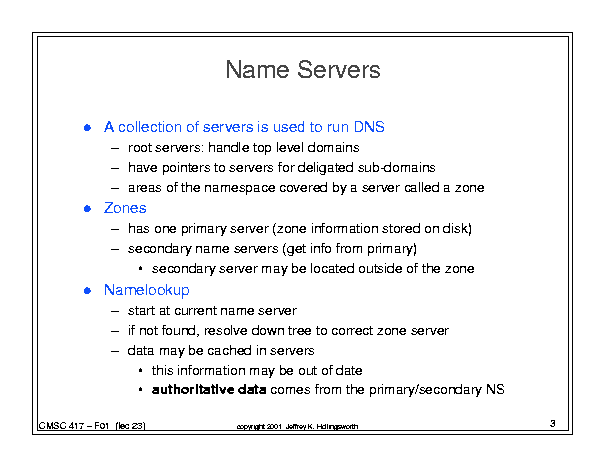 Name Servers
● A collection of servers is used to run DNS
– root servers: handle top level domains
– have pointers to servers for deligated sub-domains
– areas of the namespace covered by a server called a zone
● Zones
– has one primary server (zone information stored on disk)
– secondary name servers (get info from primary)
• secondary server may be located outside of the zone
● Namelookup
– start at current name server
– if not found, resolve down tree to correct zone server
– data may be cached in servers
• this information may be out of date
• authoritative data comes from the primary/secondary NS
CMSC 417 – F01 (lec 23) copyright 2001 Jeffrey K. Hollingsworth 3